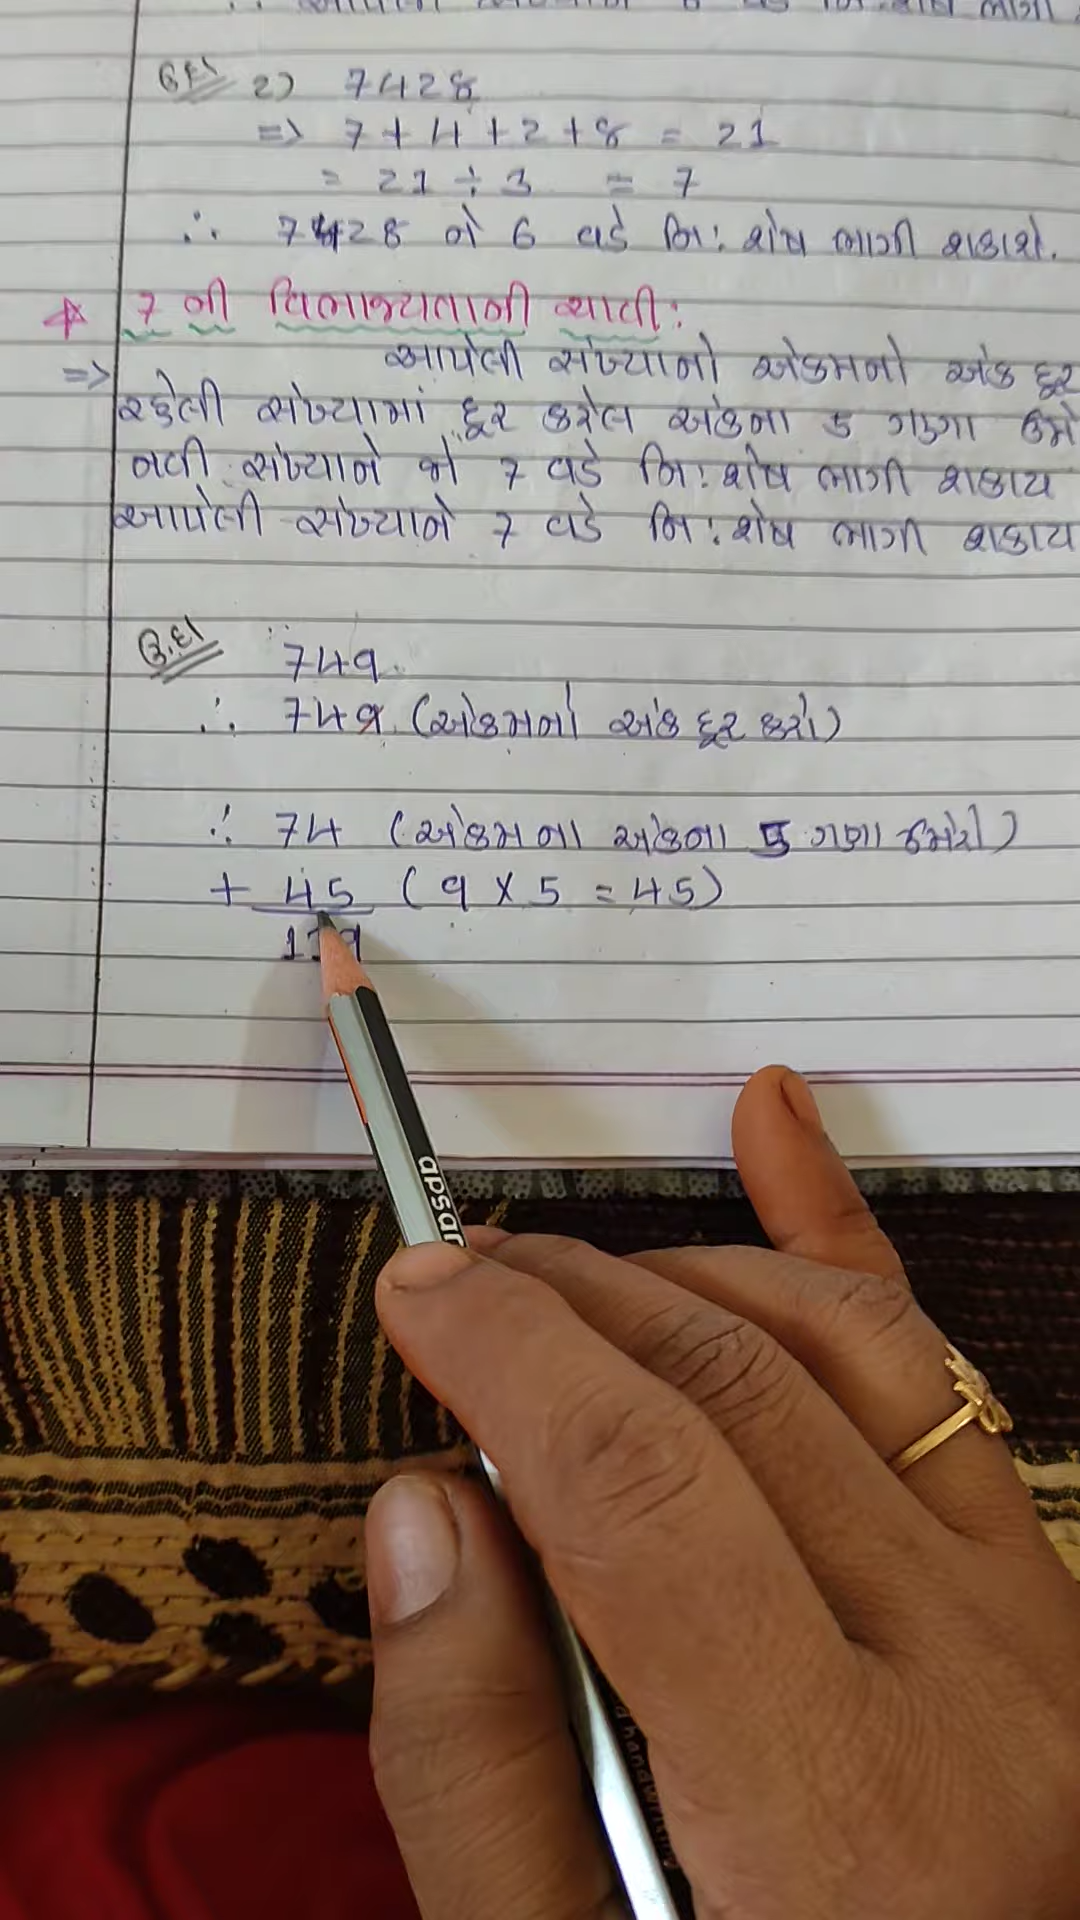 ઉદા 2) 7428
=> 7 + 4 + 2 + 8 = 21
= 21 ÷ 3 = 7
∴ 7428 ને 6 વડે નિ:શેષ ભાગી શકાશે.
* 7 ની વિભાજ્યતાની ચાવી:
=> આપેલી સંખ્યાનો એકમનો અંક દૂર
રહેલી સંખ્યામાં દૂર કરેલ અંકના 5 ગણા ઉમે
નવી સંખ્યાને જો 7 વડે નિ:શેષ ભાગી શકાય
આપેલી સંખ્યાને 7 વડે નિ:શેષ ભાગી શકાય
ઉ.દા 749
∴ 749 (એકમનો અંક દૂર કરો)
∴ 74 (એકમના અંકના 5 ગણા ઉમેરો)
+ 45 (9 x 5 = 45)
119
apsar